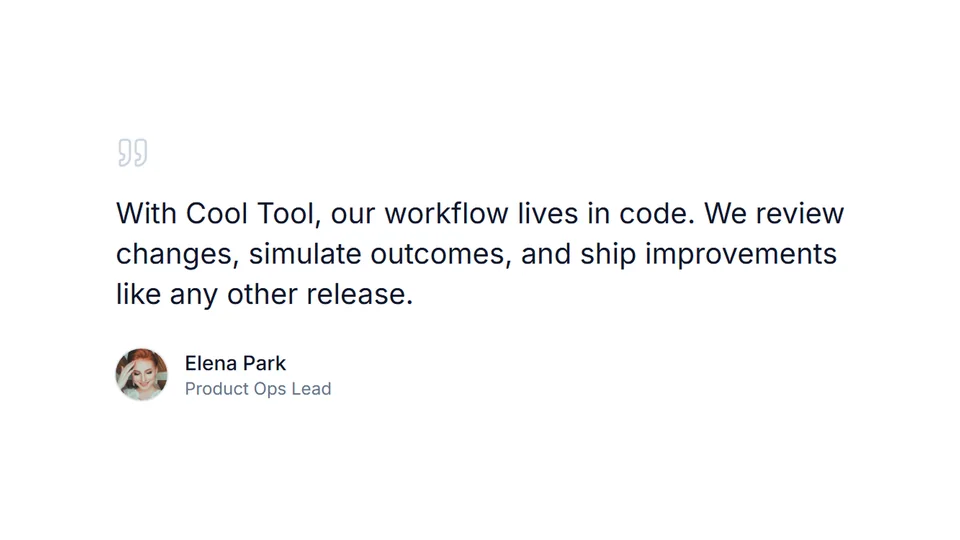 With Cool Tool, our workflow lives in code. We review
changes, simulate outcomes, and ship improvements
like any other release.
Elena Park
Product Ops Lead